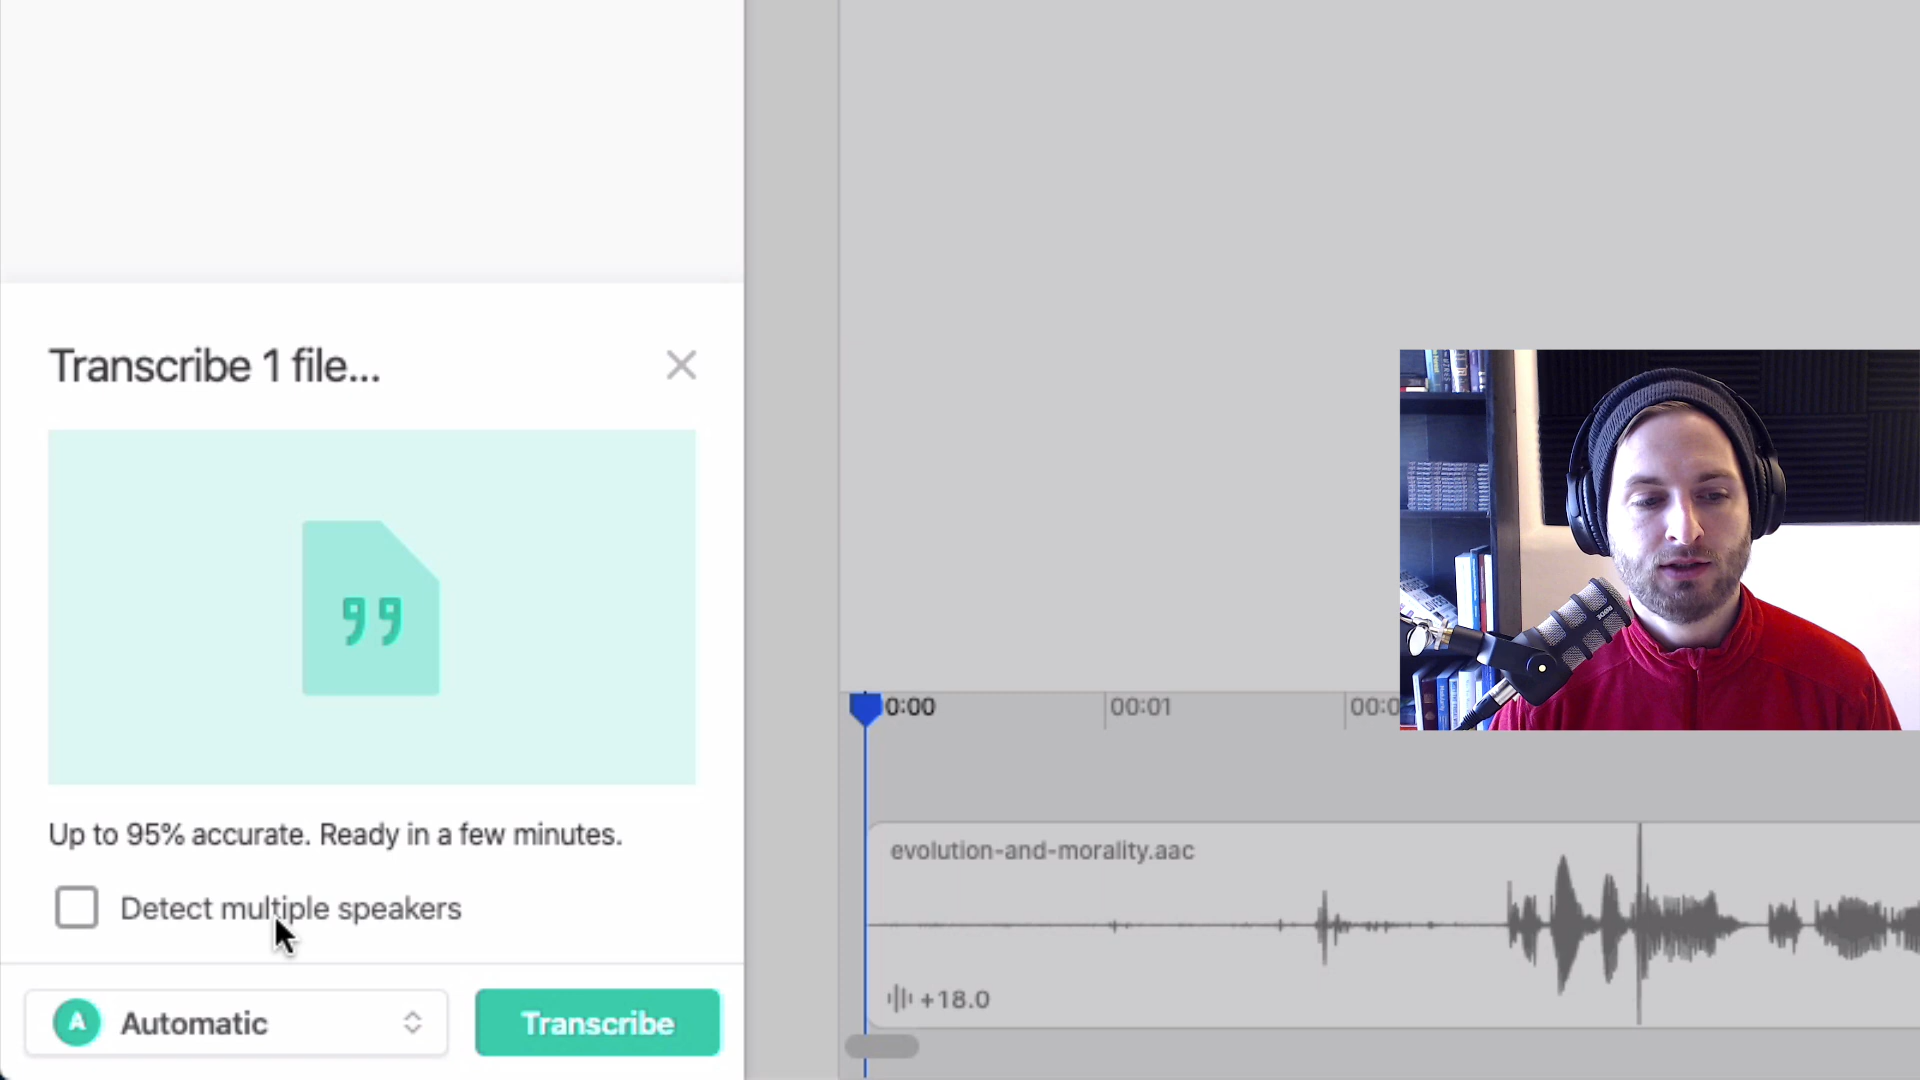 Transcribe 1 file...
Up to 95% accurate. Ready in a few minutes.
Detect multiple speakers
A Automatic
Transcribe
0:00 00:01
evolution-and-morality.aac
+18.0